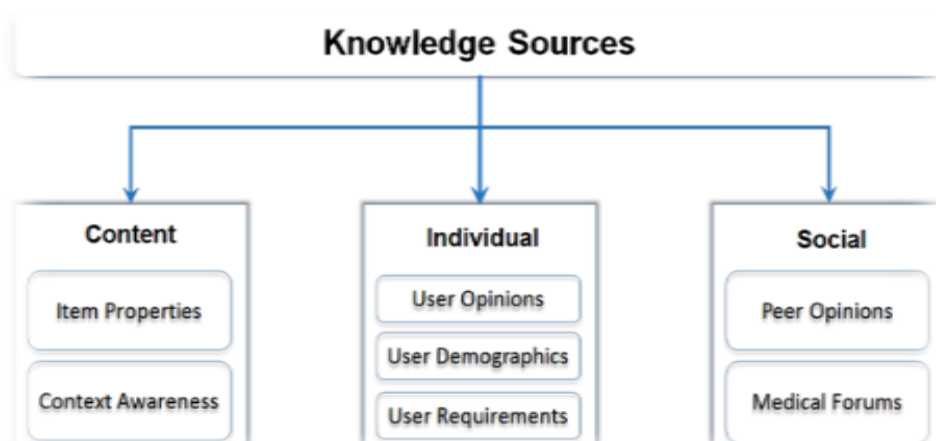 Knowledge Sources
Content
Item Properties
Context Awareness
Individual
User Opinions
User Demographics
User Requirements
Social
Peer Opinions
Medical Forums